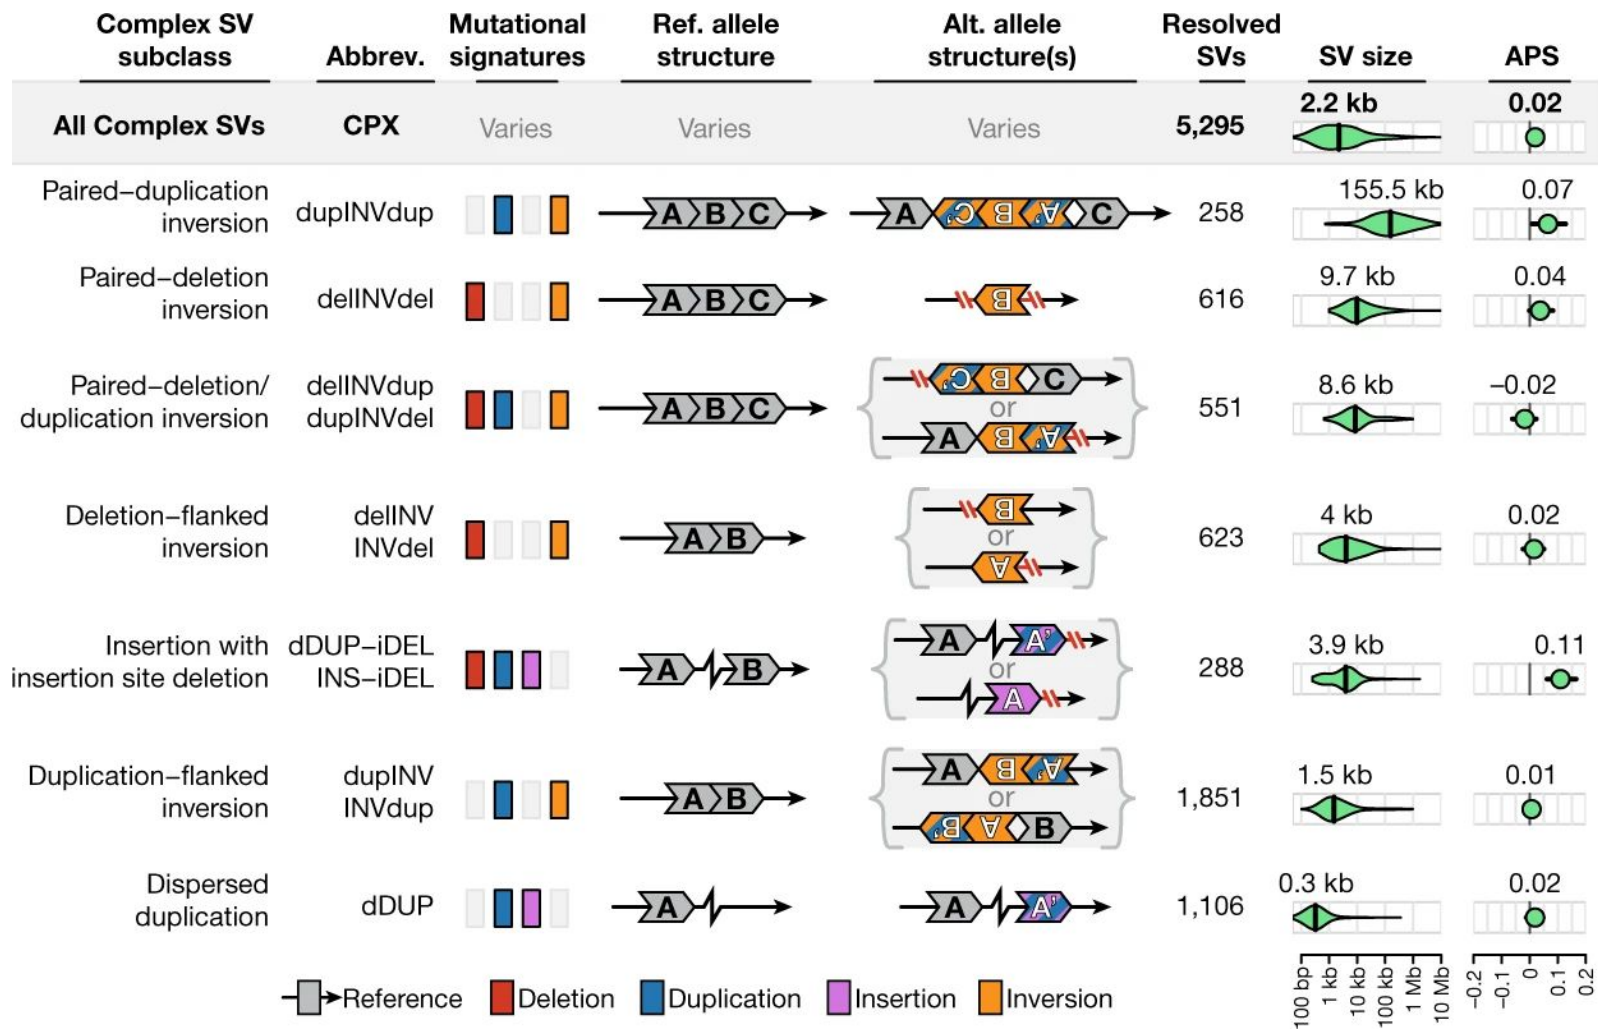 Complex SV subclass
Abbrev.
Mutational signatures
Ref. allele structure
Alt. allele structure(s)
Resolved SVs
SV size
APS
All Complex SVs CPX Varies Varies Varies 5,295 2.2 kb 0.02
Paired–duplication inversion dupINVdup A B C A C' B A' C 258 155.5 kb 0.07
Paired–deletion inversion delINVdel A B C B 616 9.7 kb 0.04
Paired–deletion/ duplication inversion delINVdup dupINVdel A B C C' B C or A B A' 551 8.6 kb –0.02
Deletion–flanked inversion delINV INVdel A B B or A 623 4 kb 0.02
Insertion with insertion site deletion dDUP–iDEL INS–iDEL A B A A' or A 288 3.9 kb 0.11
Duplication–flanked inversion dupINV INVdup A B A B A' or B' A B 1,851 1.5 kb 0.01
Dispersed duplication dDUP A A A' 1,106 0.3 kb 0.02
Reference Deletion Duplication Insertion Inversion
100 bp 1 kb 10 kb 100 kb 1 Mb 10 Mb
–0.2 –0.1 0 0.1 0.2